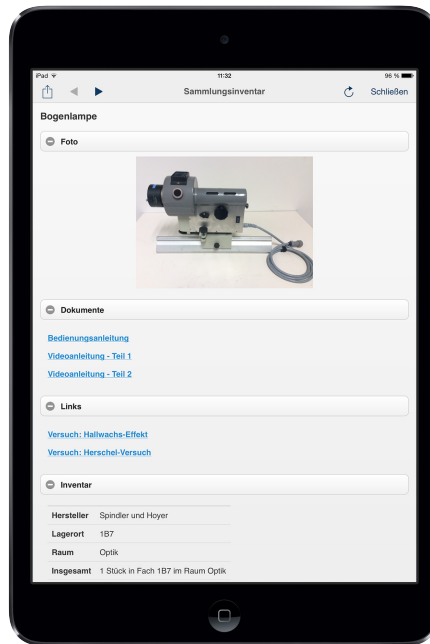 iPad 11:32 96 %
Sammlungsinventar Schließen
Bogenlampe
Foto
Dokumente
Bedienungsanleitung
Videoanleitung - Teil 1
Videoanleitung - Teil 2
Links
Versuch: Hallwachs-Effekt
Versuch: Herschel-Versuch
Inventar
Hersteller Spindler und Hoyer
Lagerort 1B7
Raum Optik
Insgesamt 1 Stück in Fach 1B7 im Raum Optik